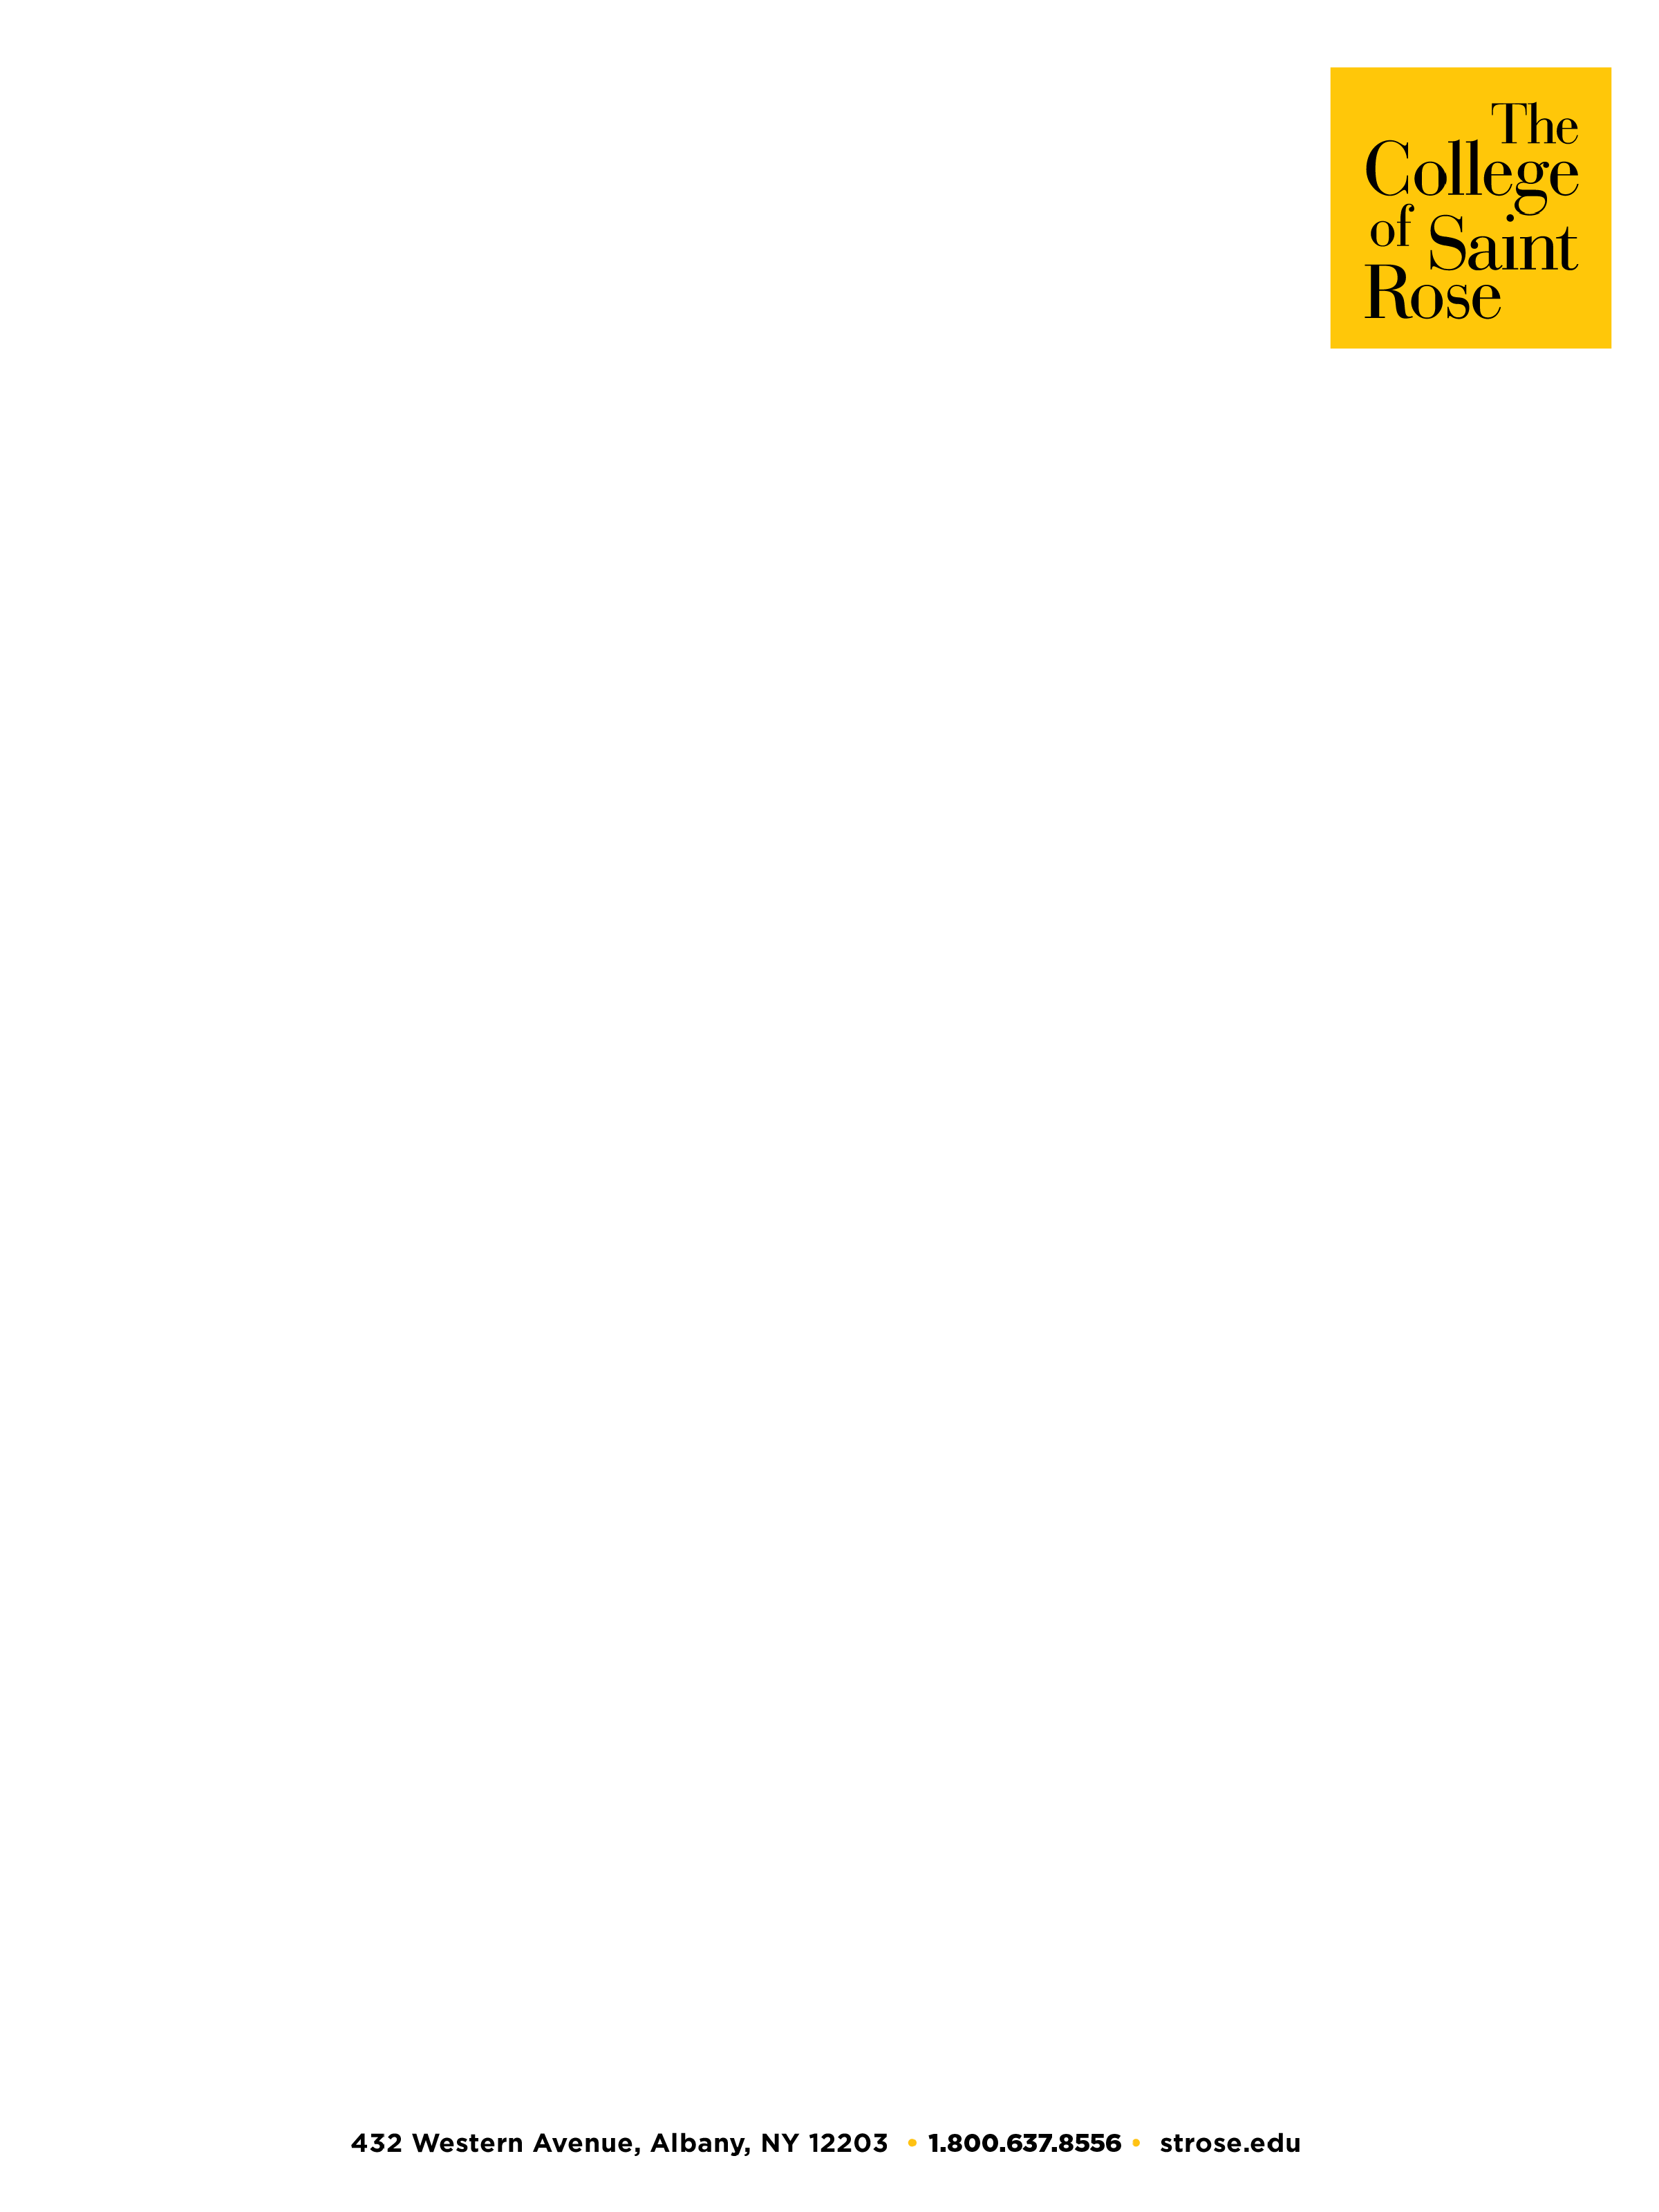 The
College
of Saint
Rose
432 Western Avenue, Albany, NY 12203 • 1.800.637.8556 • strose.edu